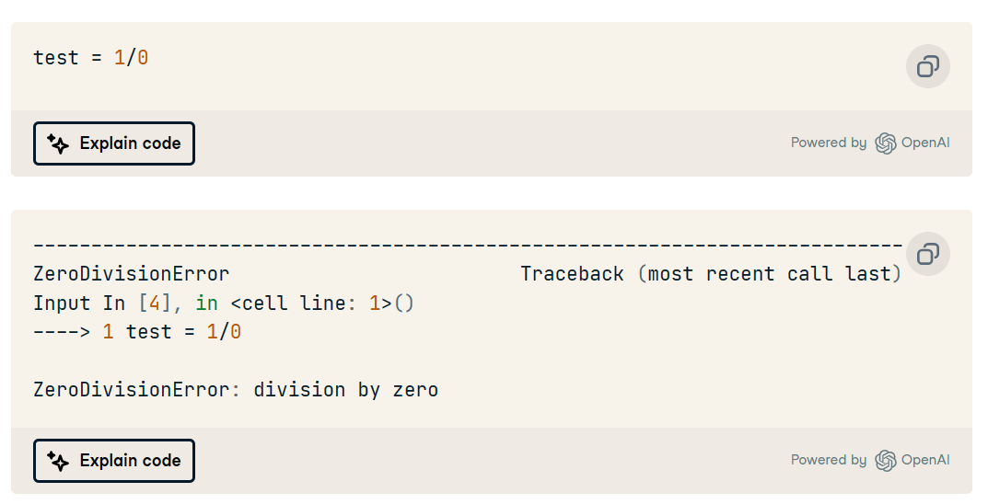 test = 1/0
Explain code
Powered by OpenAI
---------------------------------------------------------------------------
ZeroDivisionError                         Traceback (most recent call last)
Input In [4], in <cell line: 1>()
----> 1 test = 1/0
ZeroDivisionError: division by zero
Explain code
Powered by OpenAI